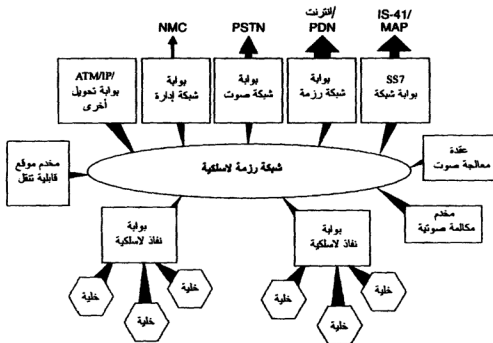 NMC
PSTN
انترنت/
PDN
IS-41/
MAP
ATM/IP/
بوابة تحويل
أخرى
بوابة
شبكة إدارة
بوابة
شبكة صوت
بوابة
شبكة رزمة
SS7
بوابة شبكة
مخدم موقع
قابلية تنقل
شبكة رزمة لاسلكية
عقدة
معالجة صوت
مخدم
مكالمة صوتية
بوابة
نفاذ لاسلكية
بوابة
نفاذ لاسلكية
خلية
خلية
خلية
خلية
خلية
خلية